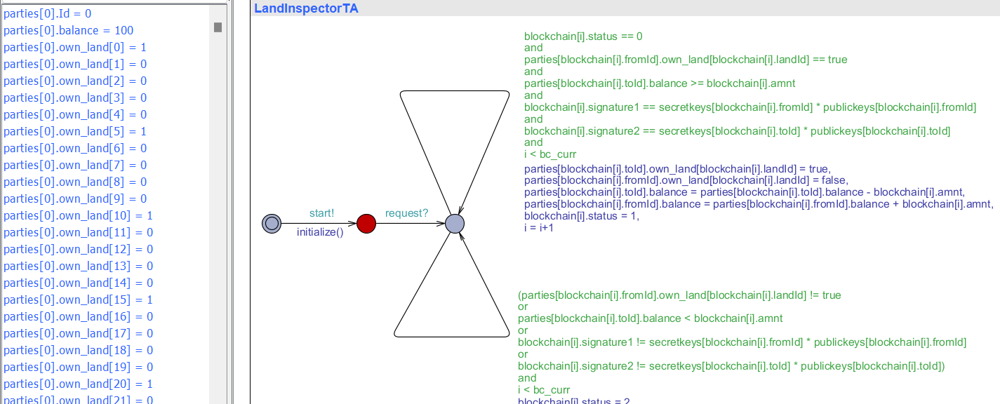 parties[0].Id = 0
parties[0].balance = 100
parties[0].own_land[0] = 1
parties[0].own_land[1] = 0
parties[0].own_land[2] = 0
parties[0].own_land[3] = 0
parties[0].own_land[4] = 0
parties[0].own_land[5] = 1
parties[0].own_land[6] = 0
parties[0].own_land[7] = 0
parties[0].own_land[8] = 0
parties[0].own_land[9] = 0
parties[0].own_land[10] = 1
parties[0].own_land[11] = 0
parties[0].own_land[12] = 0
parties[0].own_land[13] = 0
parties[0].own_land[14] = 0
parties[0].own_land[15] = 1
parties[0].own_land[16] = 0
parties[0].own_land[17] = 0
parties[0].own_land[18] = 0
parties[0].own_land[19] = 0
parties[0].own_land[20] = 1
parties[0].own_land[21] = 0
LandInspectorTA
start!
initialize()
request?
blockchain[i].status == 0
and
parties[blockchain[i].fromId].own_land[blockchain[i].landId] == true
and
parties[blockchain[i].toId].balance >= blockchain[i].amnt
and
blockchain[i].signature1 == secretkeys[blockchain[i].fromId] * publickeys[blockchain[i].fromId]
and
blockchain[i].signature2 == secretkeys[blockchain[i].toId] * publickeys[blockchain[i].toId]
and
i < bc_curr
parties[blockchain[i].toId].own_land[blockchain[i].landId] = true,
parties[blockchain[i].fromId].own_land[blockchain[i].landId] = false,
parties[blockchain[i].toId].balance = parties[blockchain[i].toId].balance - blockchain[i].amnt,
parties[blockchain[i].fromId].balance = parties[blockchain[i].fromId].balance + blockchain[i].amnt,
blockchain[i].status = 1,
i = i+1
(parties[blockchain[i].fromId].own_land[blockchain[i].landId] != true
or
parties[blockchain[i].toId].balance < blockchain[i].amnt
or
blockchain[i].signature1 != secretkeys[blockchain[i].fromId] * publickeys[blockchain[i].fromId]
or
blockchain[i].signature2 != secretkeys[blockchain[i].toId] * publickeys[blockchain[i].toId])
and
i < bc_curr
blockchain[i].status = 2